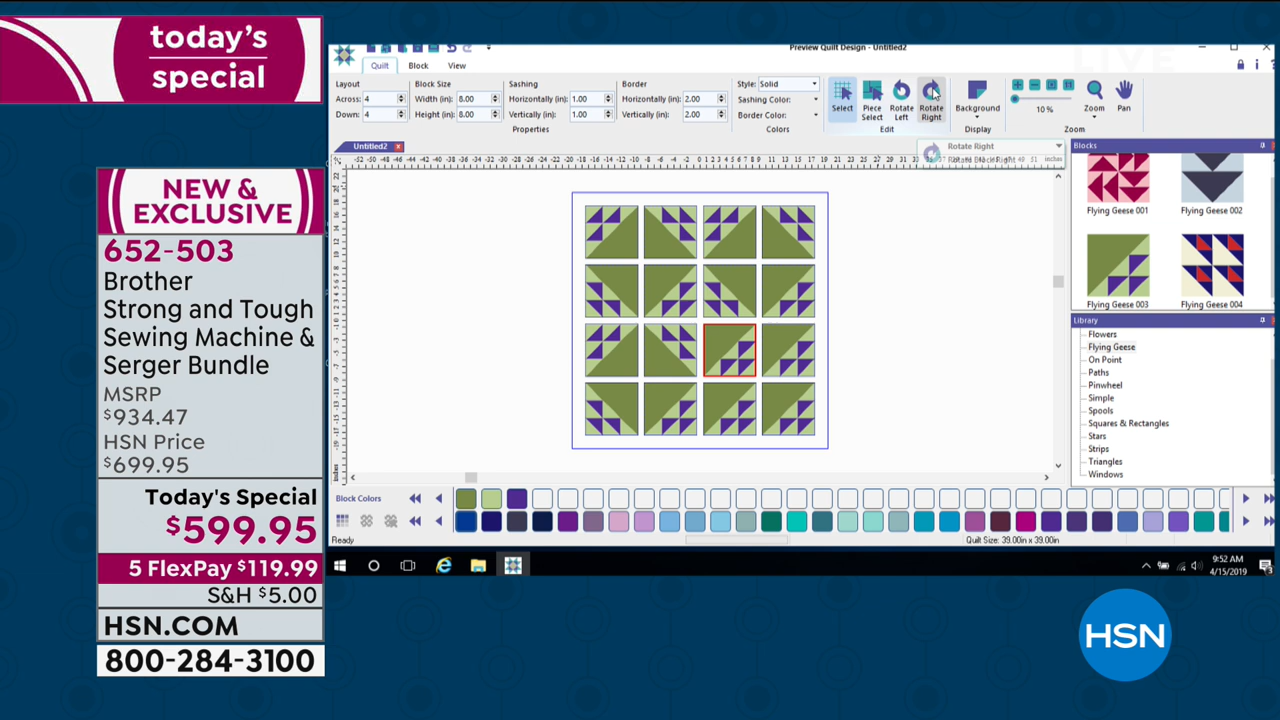 today's
special
NEW &
EXCLUSIVE
652-503
Brother
Strong and Tough
Sewing Machine &
Serger Bundle
MSRP
$934.47
HSN Price
$699.95
Today's Special
$599.95
5 FlexPay $119.99
S&H $5.00
HSN.COM
800-284-3100
LIVE
Preview Quilt Design - Untitled2
Quilt Block View
Layout Block Size Sashing Border
Across: 4 Width (in): 8.00 Horizontally (in): 1.00 Horizontally (in): 2.00
Down: 4 Height (in): 8.00 Vertically (in): 1.00 Vertically (in): 2.00
Properties
Style: Solid
Sashing Color:
Border Color:
Colors
Select
Piece Select
Rotate Left
Rotate Right
Edit
Background
Display
10 %
Zoom
Pan
Zoom
Untitled2
Rotate Right
Rotate Block Right
inches
Blocks
Flying Geese 001
Flying Geese 002
Flying Geese 003
Flying Geese 004
Library
Flowers
Flying Geese
On Point
Paths
Pinwheel
Simple
Spools
Squares & Rectangles
Stars
Strips
Triangles
Windows
Block Colors
Ready
Quilt Size: 39.00in x 39.00in
9:52 AM
4/15/2019
HSN